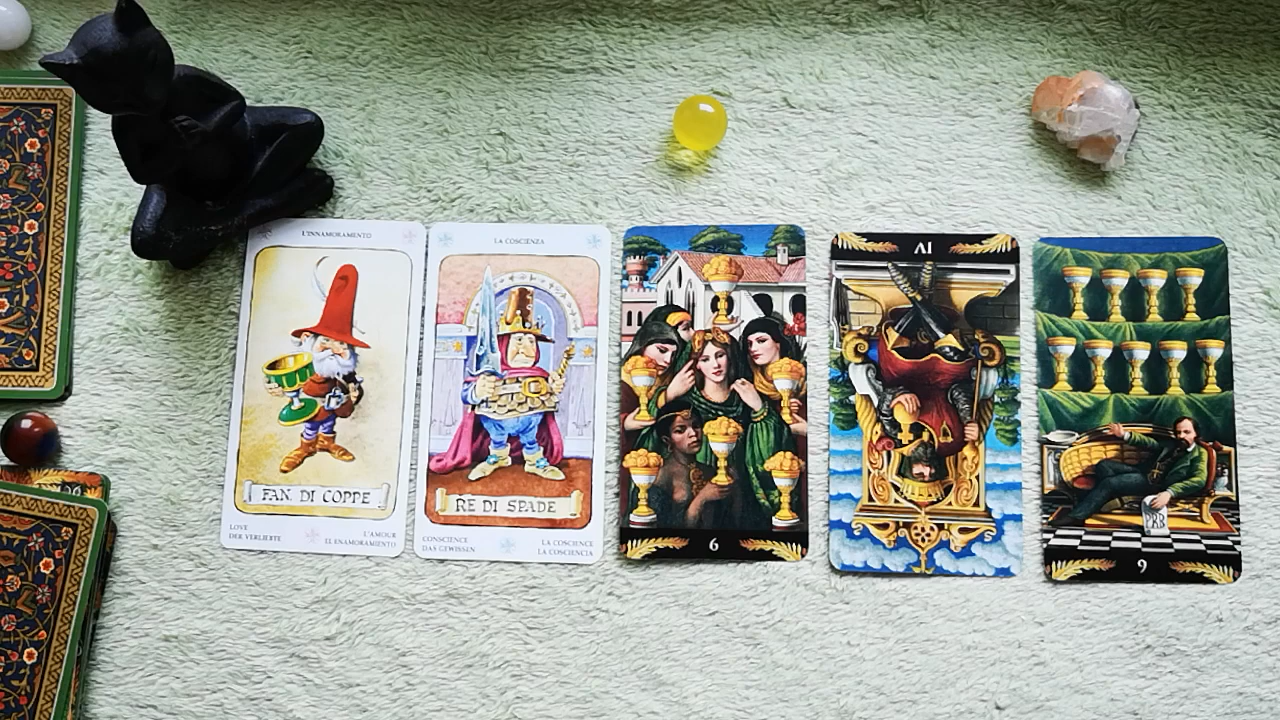 L'INNAMORAMENTO
FAN. DI COPPE
LOVE
DER VERLIEBTE
L'AMOUR
EL ENAMORAMIENTO
LA COSCIENZA
RE DI SPADE
CONSCIENCE
DAS GEWISSEN
LA COSCIENCE
LA COSCIENCIA
6
IV
PRB
9